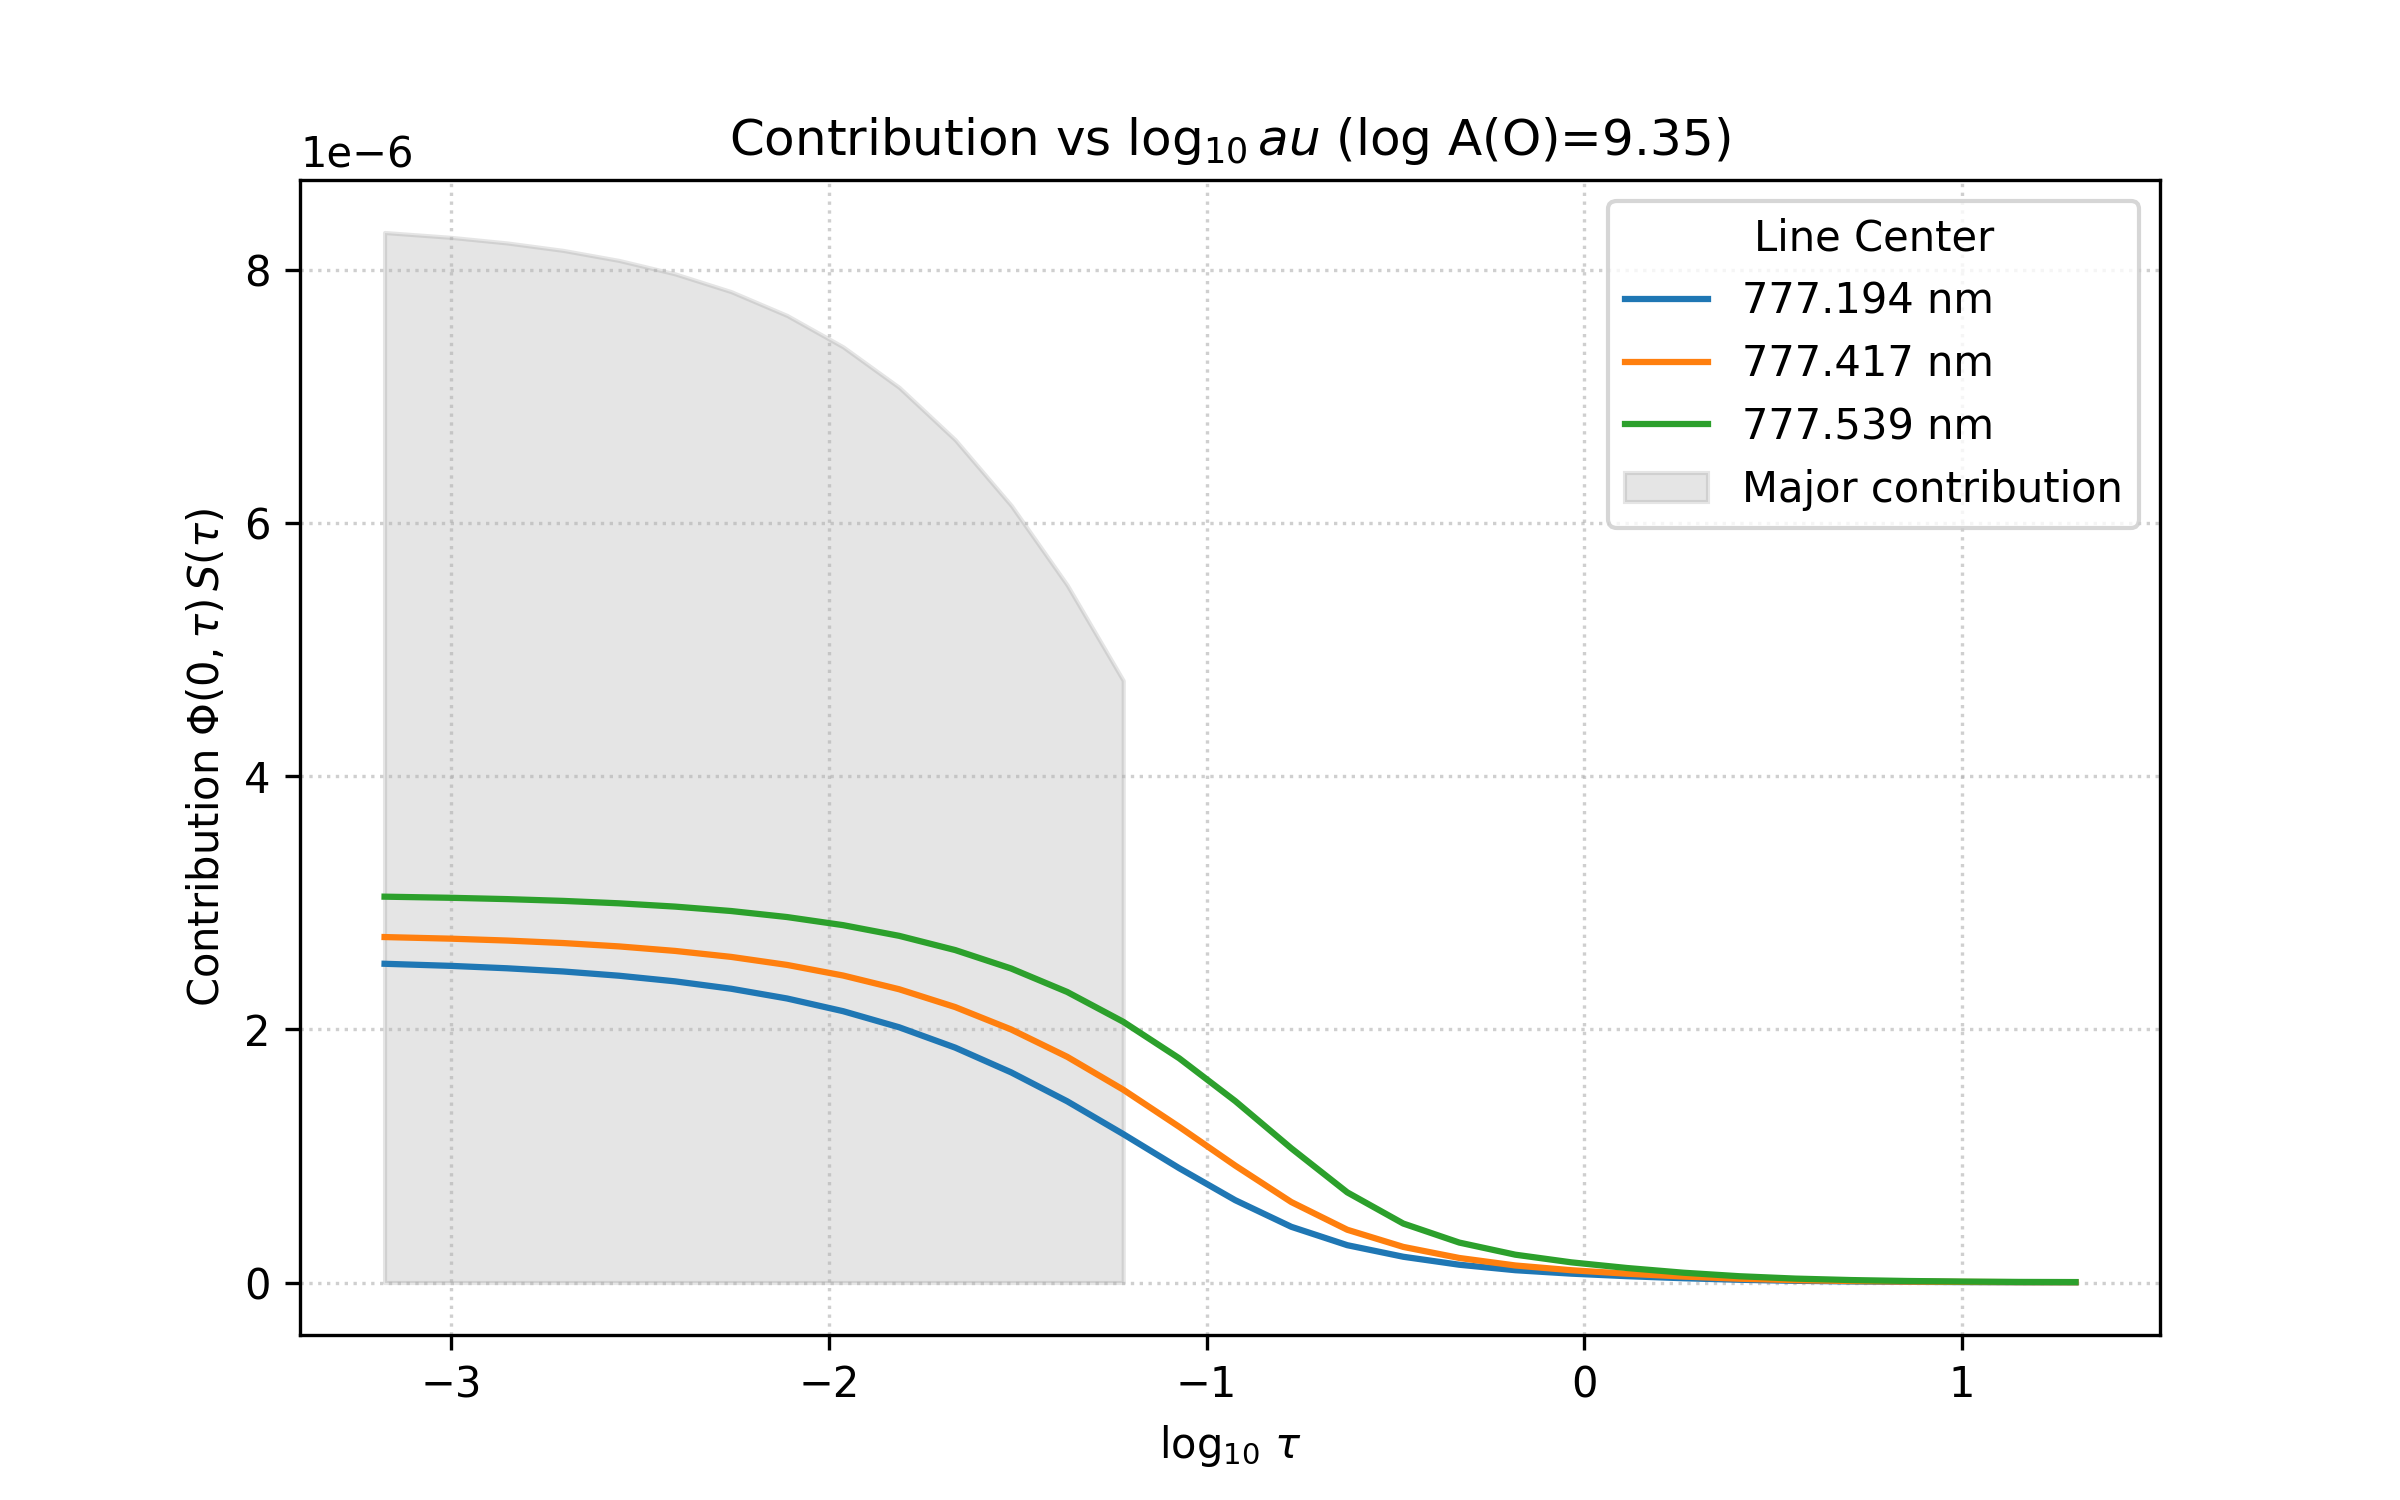 Contribution vs log₁₀ au (log A(O)=9.35)
1e−6
Line Center
777.194 nm
777.417 nm
777.539 nm
Major contribution
Contribution Φ(0, τ) S(τ)
8
6
4
2
0
−3 −2 −1 0 1
log₁₀ τ